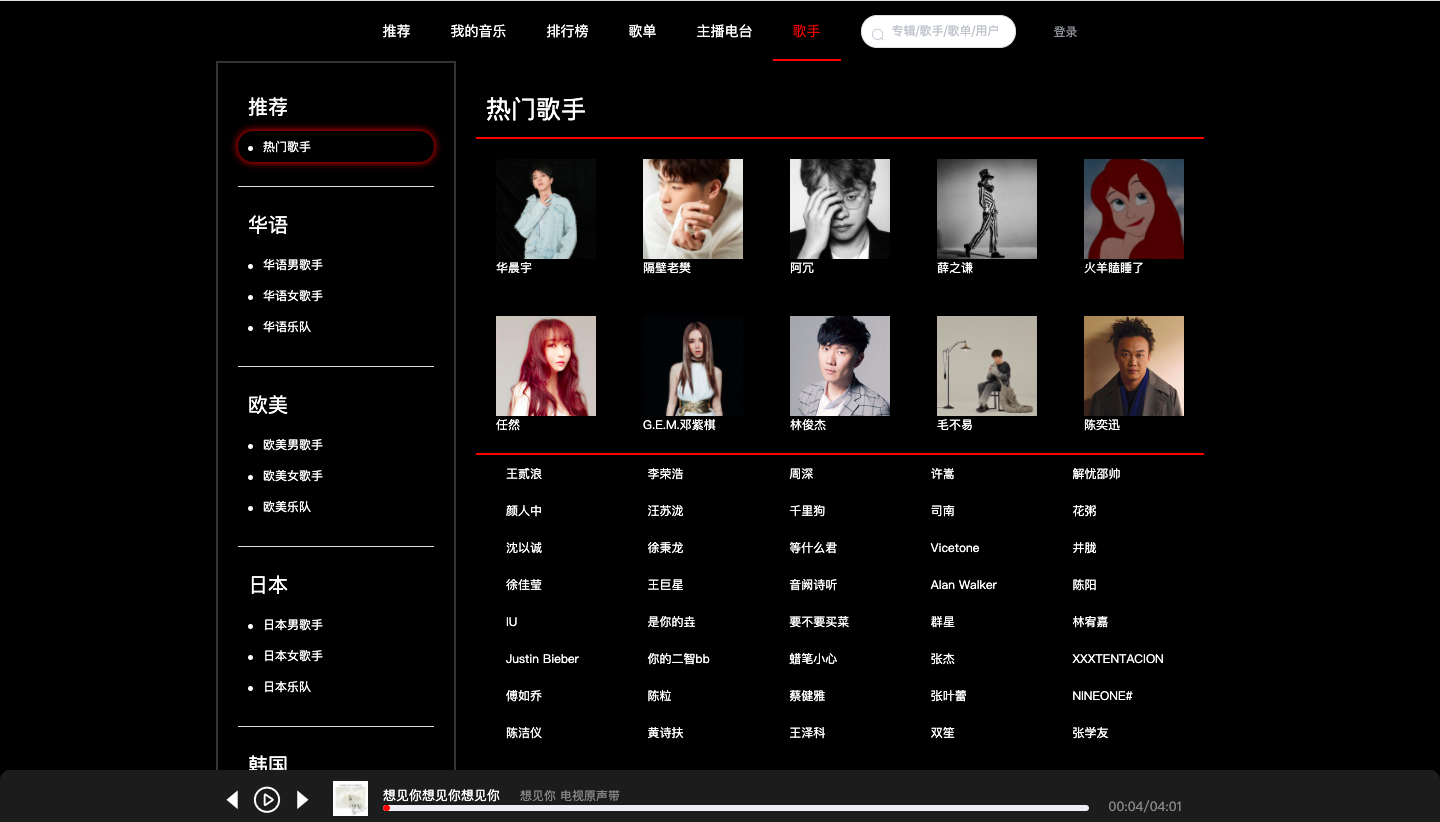 推荐 我的音乐 排行榜 歌单 主播电台 歌手 专辑/歌手/歌单/用户 登录
推荐
热门歌手
华语
华语男歌手
华语女歌手
华语乐队
欧美
欧美男歌手
欧美女歌手
欧美乐队
日本
日本男歌手
日本女歌手
日本乐队
韩国
热门歌手
华晨宇 隔壁老樊 阿冗 薛之谦 火羊瞌睡了
任然 G.E.M.邓紫棋 林俊杰 毛不易 陈奕迅
王贰浪 李荣浩 周深 许嵩 解忧邵帅
颜人中 汪苏泷 千里狗 司南 花粥
沈以诚 徐秉龙 等什么君 Vicetone 井胧
徐佳莹 王巨星 音阙诗听 Alan Walker 陈阳
IU 是你的垚 要不要买菜 群星 林宥嘉
Justin Bieber 你的二智bb 蜡笔小心 张杰 XXXTENTACION
傅如乔 陈粒 蔡健雅 张叶蕾 NINEONE#
陈洁仪 黄诗扶 王泽科 双笙 张学友
想见你想见你想见你 想见你 电视原声带
00:04/04:01